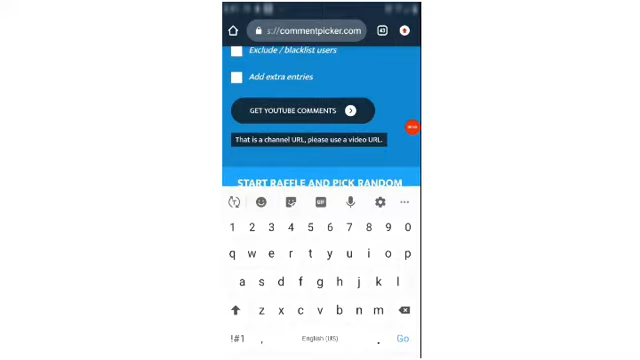 s://commentpicker.com
43
Exclude / blacklist users
Add extra entries
GET YOUTUBE COMMENTS
That is a channel URL, please use a video URL.
START RAFFLE AND PICK RANDOM
GIF
1 2 3 4 5 6 7 8 9 0
q w e r t y u i o p
a s d f g h j k l
z x c v b n m
!#1 , English (US) . Go